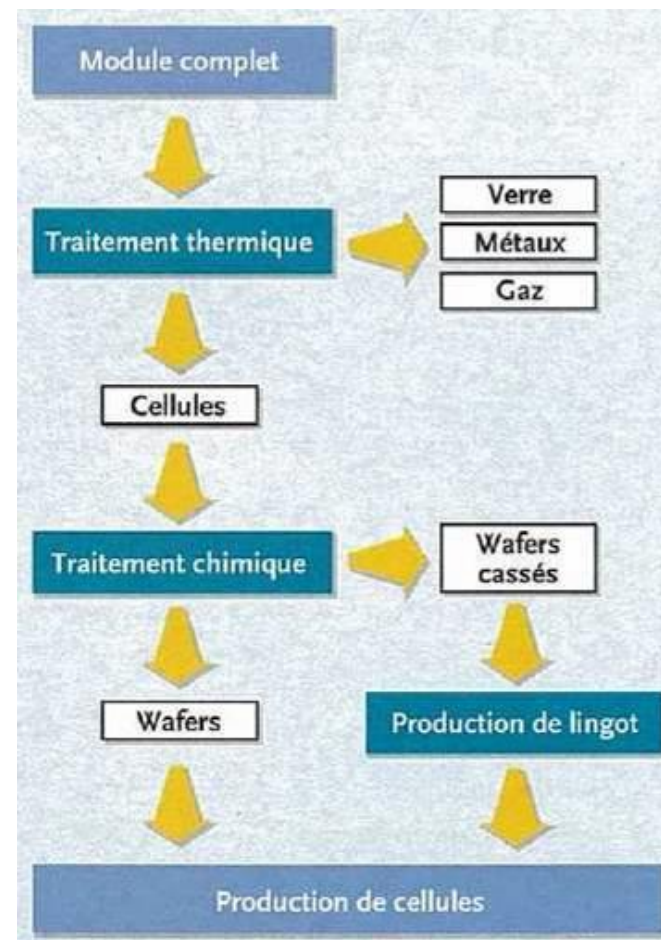 Module complet
Traitement thermique
Verre
Métaux
Gaz
Cellules
Traitement chimique
Wafers
cassés
Wafers
Production de lingot
Production de cellules